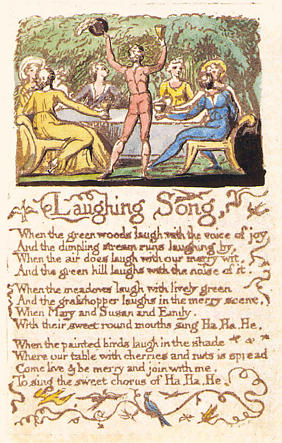 Laughing Song,
When the green woods laugh with the voice of joy
And the dimpling stream runs laughing by,
When the air does laugh with our merry wit,
And the green hill laughs with the noise of it.
When the meadows laugh with lively green
And the grasshopper laughs in the merry scene,
When Mary and Susan and Emily,
With their sweet round mouths sing Ha, Ha, He.
When the painted birds laugh in the shade
Where our table with cherries and nuts is spread
Come live & be merry and join with me,
To sing the sweet chorus of Ha, Ha, He.